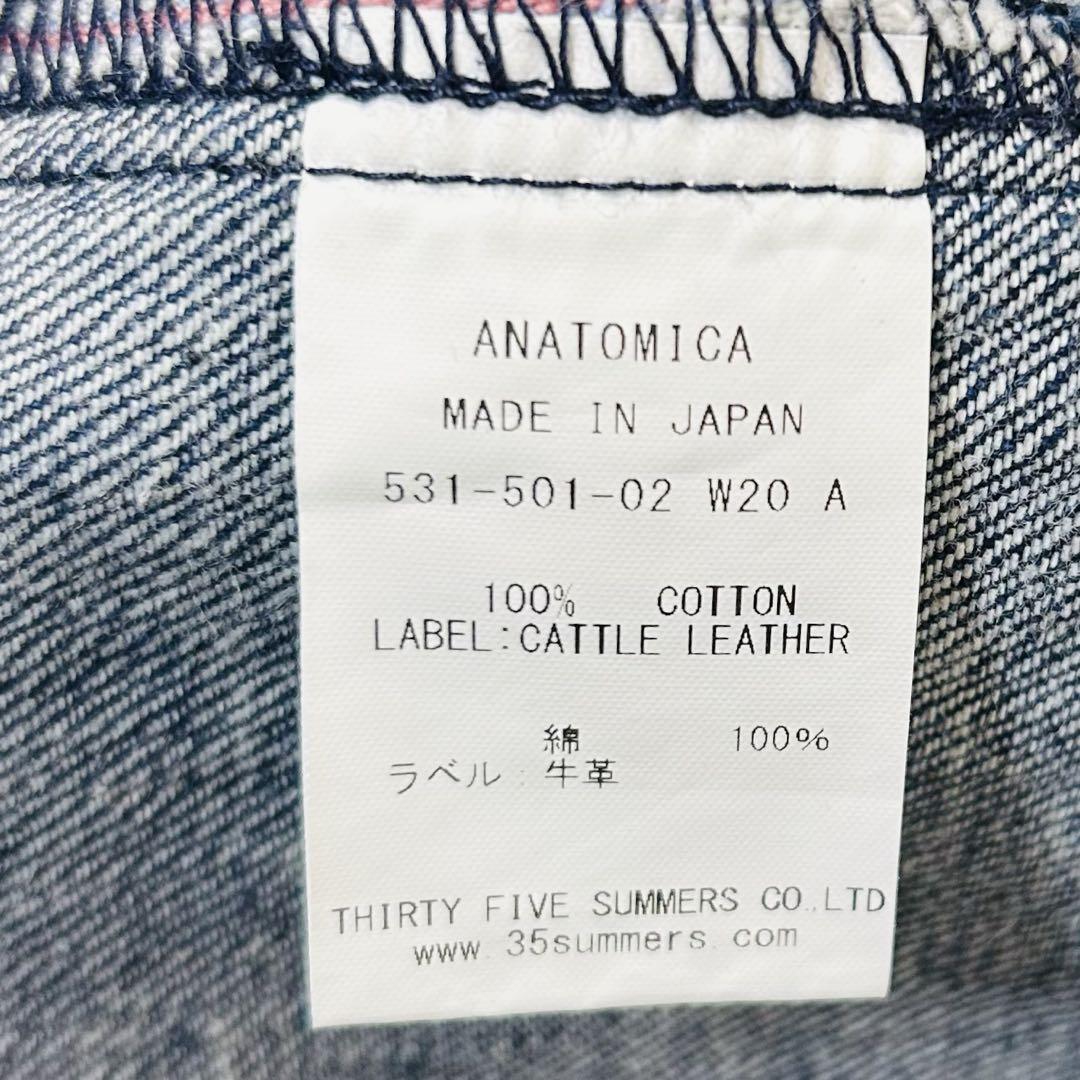 ANATOMICA
MADE IN JAPAN
531-501-02 W20 A
100% COTTON
LABEL:CATTLE LEATHER
綿 100%
ラベル:牛革
THIRTY FIVE SUMMERS CO.,LTD
www.35summers.com